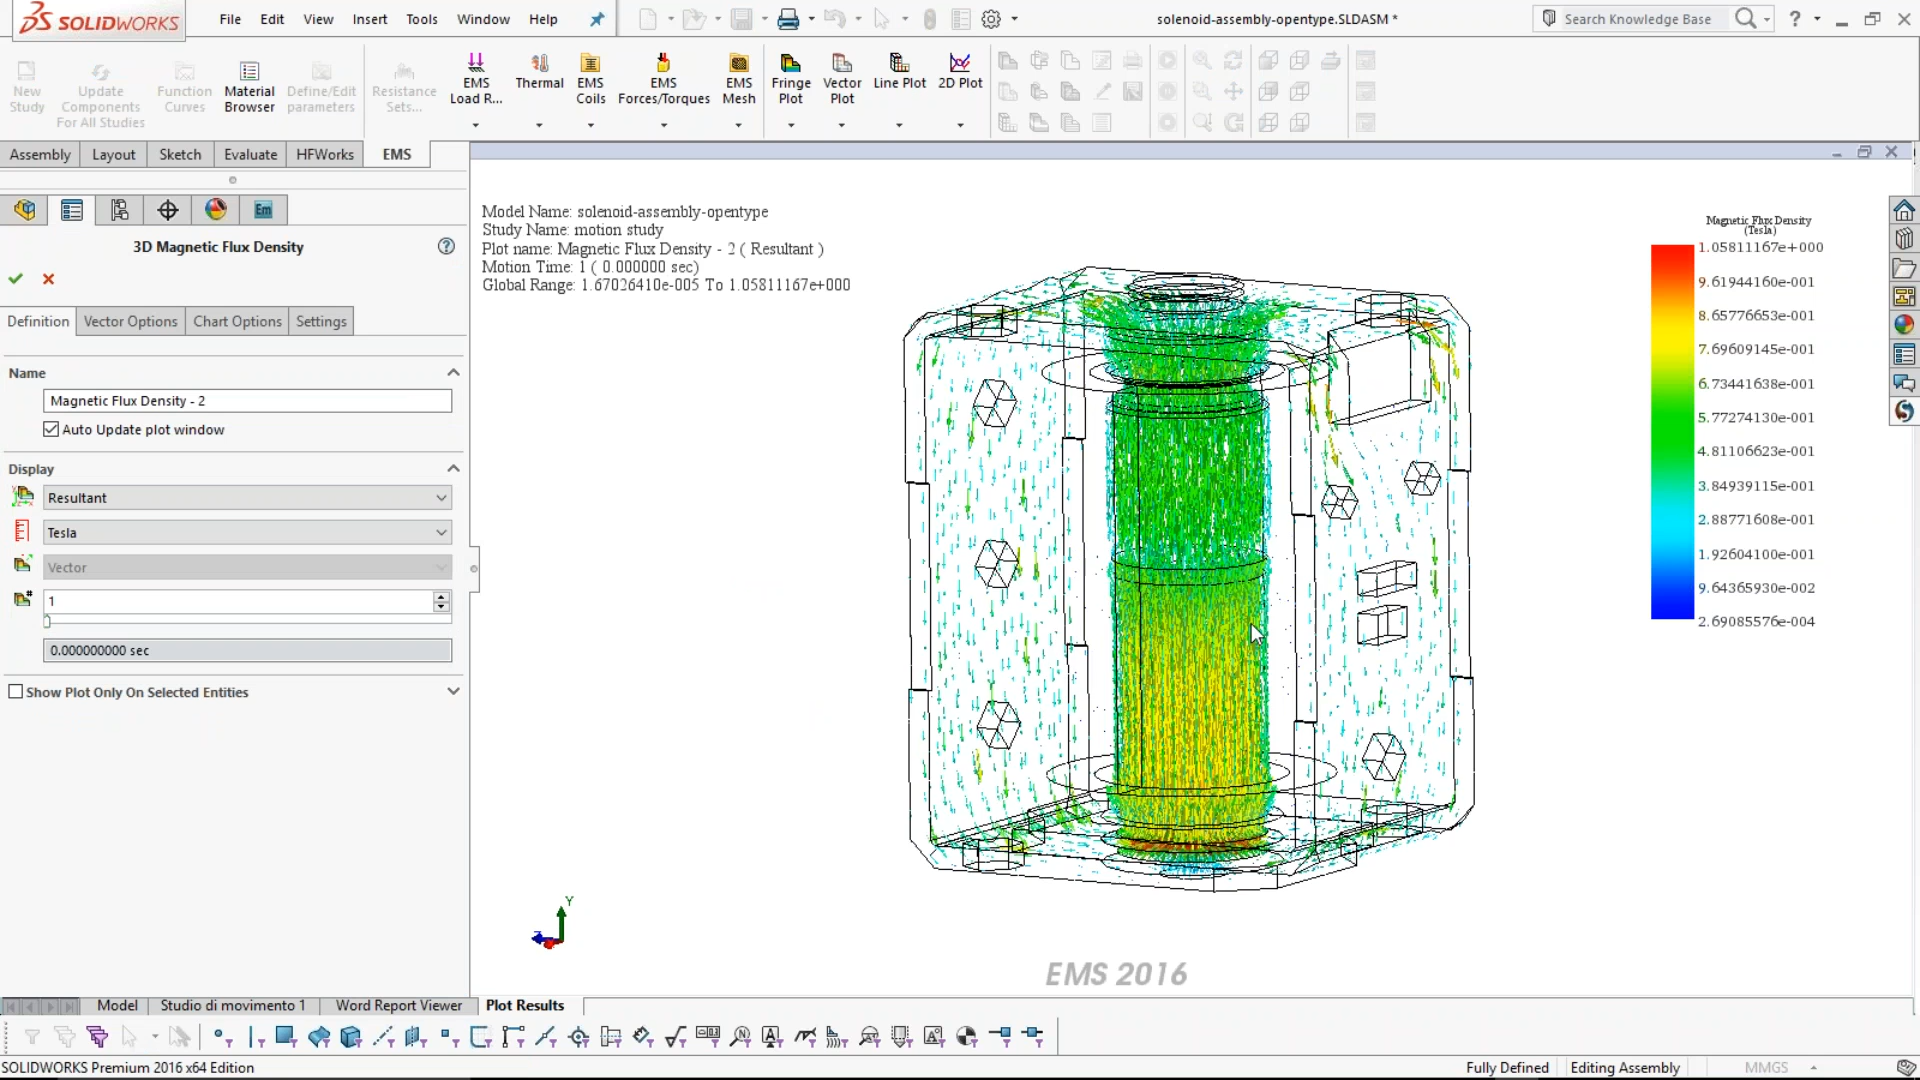 SOLIDWORKS
File Edit View Insert Tools Window Help
solenoid-assembly-opentype.SLDASM *
Search Knowledge Base
?
New Study
Update Components For All Studies
Function Curves
Material Browser
Define/Edit parameters
Resistance Sets...
EMS Load R...
Thermal
EMS Coils
EMS Forces/Torques
EMS Mesh
Fringe Plot
Vector Plot
Line Plot
2D Plot
Assembly Layout Sketch Evaluate HFWorks EMS
Em
3D Magnetic Flux Density
?
Definition Vector Options Chart Options Settings
Name
Magnetic Flux Density - 2
Auto Update plot window
Display
Resultant
Tesla
Vector
1
0.000000000 sec
Show Plot Only On Selected Entities
Model Name: solenoid-assembly-opentype
Study Name: motion study
Plot name: Magnetic Flux Density - 2 ( Resultant )
Motion Time: 1 ( 0.000000 sec)
Global Range: 1.67026410e-005 To 1.05811167e+000
Magnetic Flux Density
(Tesla)
1.05811167e+000
9.61944160e-001
8.65776653e-001
7.69609145e-001
6.73441638e-001
5.77274130e-001
4.81106623e-001
3.84939115e-001
2.88771608e-001
1.92604100e-001
9.64365930e-002
2.69085576e-004
Y
Z
EMS 2016
Model Studio di movimento 1 Word Report Viewer Plot Results
SOLIDWORKS Premium 2016 x64 Edition
Fully Defined Editing Assembly MMGS